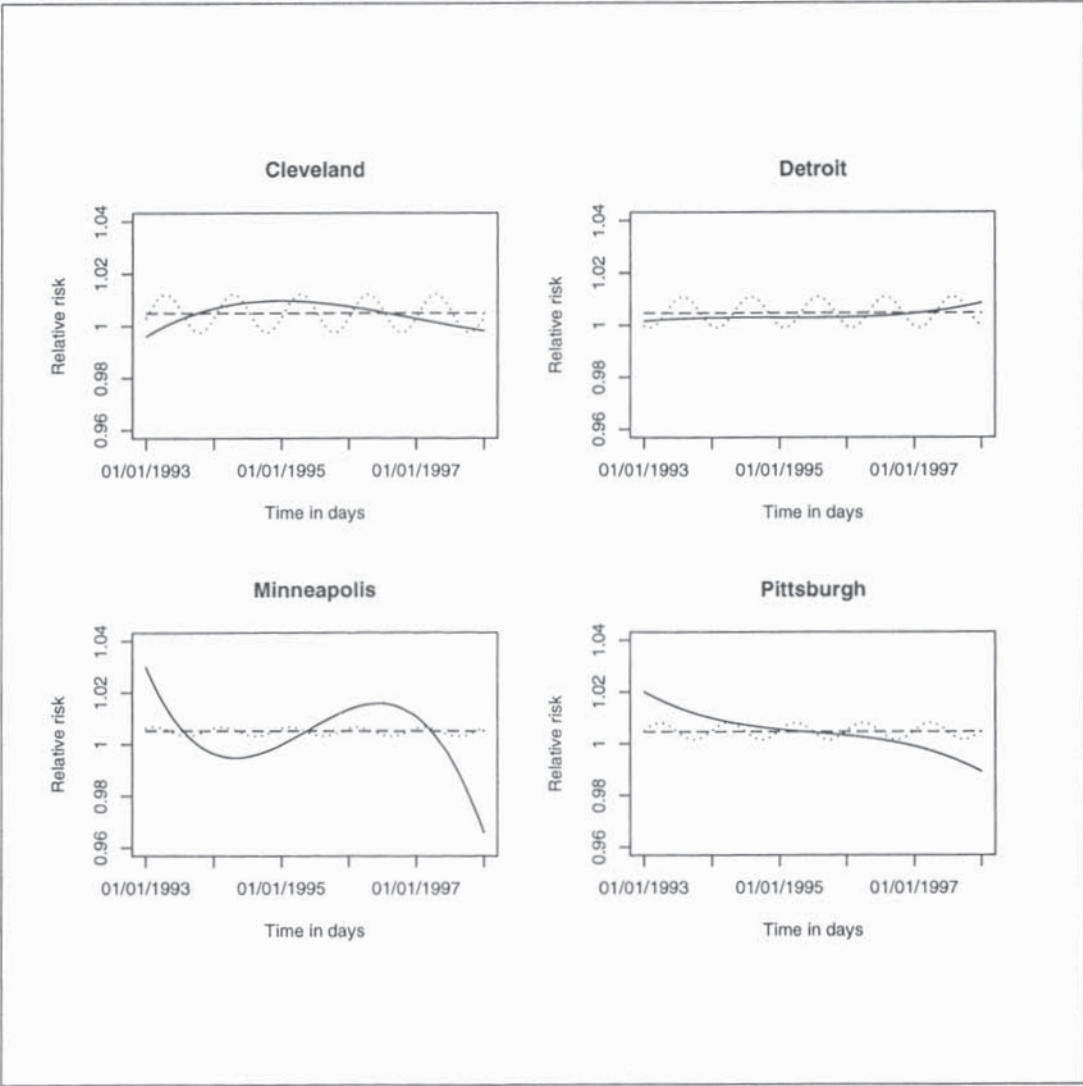 Cleveland
Relative risk
0.96 0.98 1 1.02 1.04
01/01/1993 01/01/1995 01/01/1997
Time in days
Detroit
Relative risk
0.96 0.98 1 1.02 1.04
01/01/1993 01/01/1995 01/01/1997
Time in days
Minneapolis
Relative risk
0.96 0.98 1 1.02 1.04
01/01/1993 01/01/1995 01/01/1997
Time in days
Pittsburgh
Relative risk
0.96 0.98 1 1.02 1.04
01/01/1993 01/01/1995 01/01/1997
Time in days